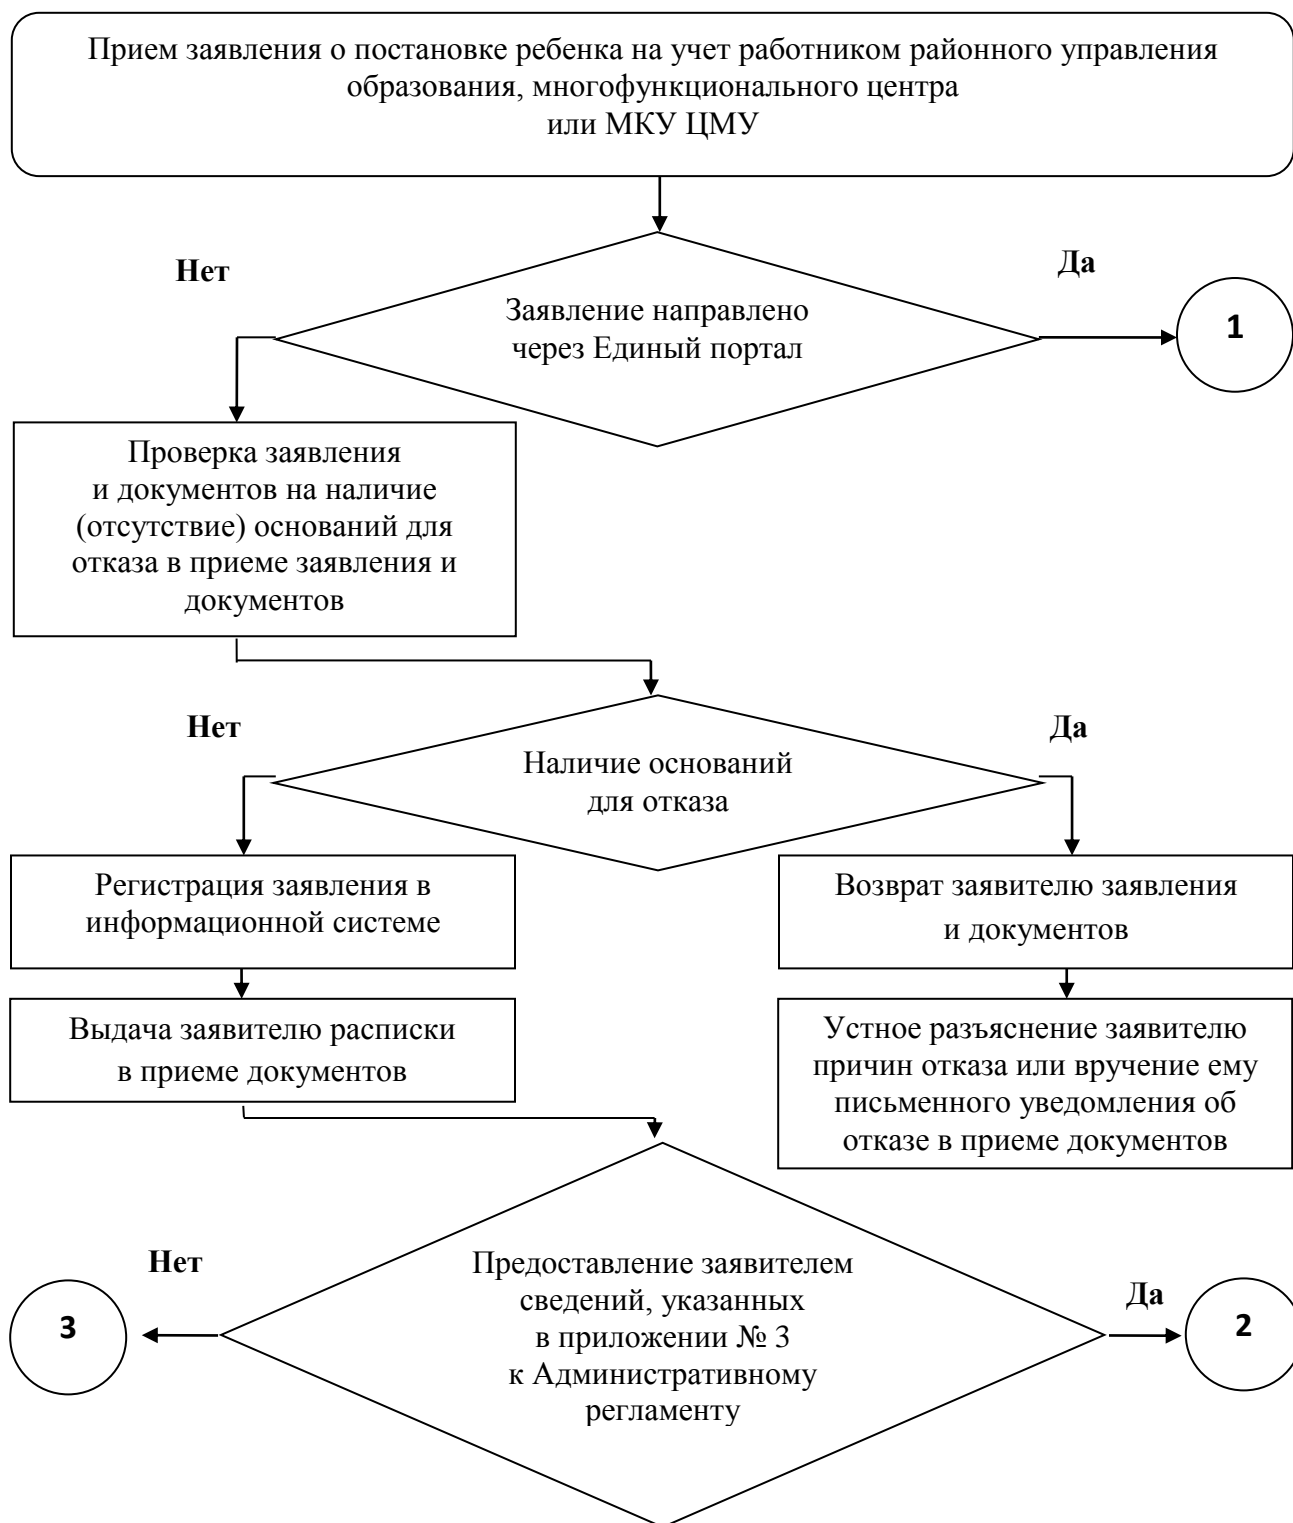 Прием заявления о постановке ребенка на учет работником районного управления
образования, многофункционального центра
или МКУ ЦМУ
Нет
Да
Заявление направлено
через Единый портал
1
Проверка заявления
и документов на наличие
(отсутствие) оснований для
отказа в приеме заявления и
документов
Нет
Да
Наличие оснований
для отказа
Регистрация заявления в
информационной системе
Возврат заявителю заявления
и документов
Выдача заявителю расписки
в приеме документов
Устное разъяснение заявителю
причин отказа или вручение ему
письменного уведомления об
отказе в приеме документов
Нет
Предоставление заявителем
сведений, указанных
в приложении № 3
к Административному
регламенту
Да
3
2